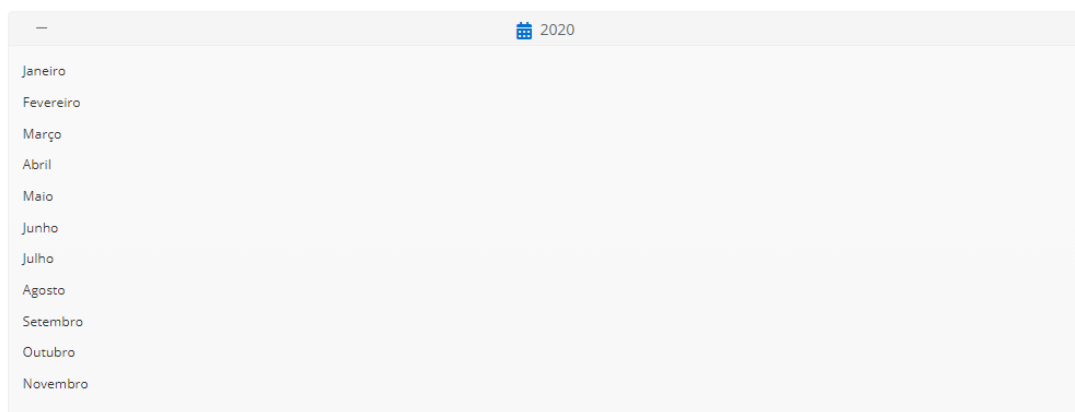 2020
Janeiro
Fevereiro
Março
Abril
Maio
Junho
Julho
Agosto
Setembro
Outubro
Novembro